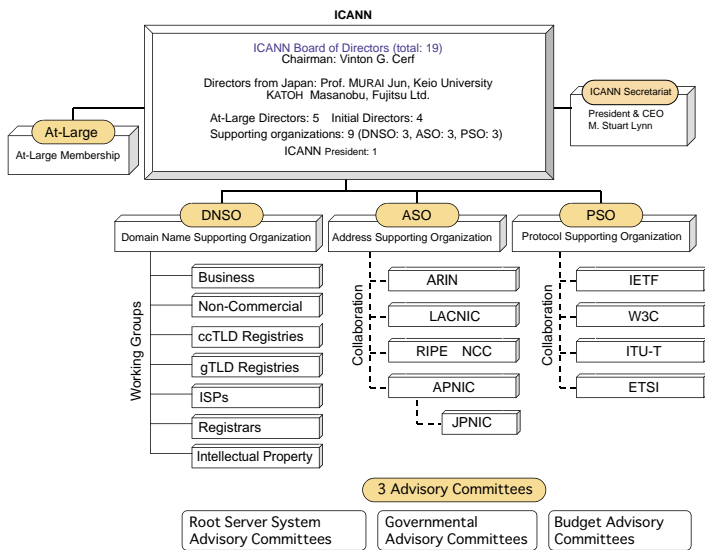 ICANN
ICANN Board of Directors (total: 19)
Chairman: Vinton G. Cerf
Directors from Japan: Prof. MURAI Jun, Keio University
KATOH Masanobu, Fujitsu Ltd.
At-Large Directors: 5 Initial Directors: 4
Supporting organizations: 9 (DNSO: 3, ASO: 3, PSO: 3)
ICANN President: 1
At-Large
At-Large Membership
ICANN Secretariat
President & CEO
M. Stuart Lynn
DNSO
Domain Name Supporting Organization
Working Groups
Business
Non-Commercial
ccTLD Registries
gTLD Registries
ISPs
Registrars
Intellectual Property
ASO
Address Supporting Organization
Collaboration
ARIN
LACNIC
RIPE NCC
APNIC
JPNIC
PSO
Protocol Supporting Organization
Collaboration
IETF
W3C
ITU-T
ETSI
3 Advisory Committees
Root Server System
Advisory Committees
Governmental
Advisory Committees
Budget Advisory
Committees